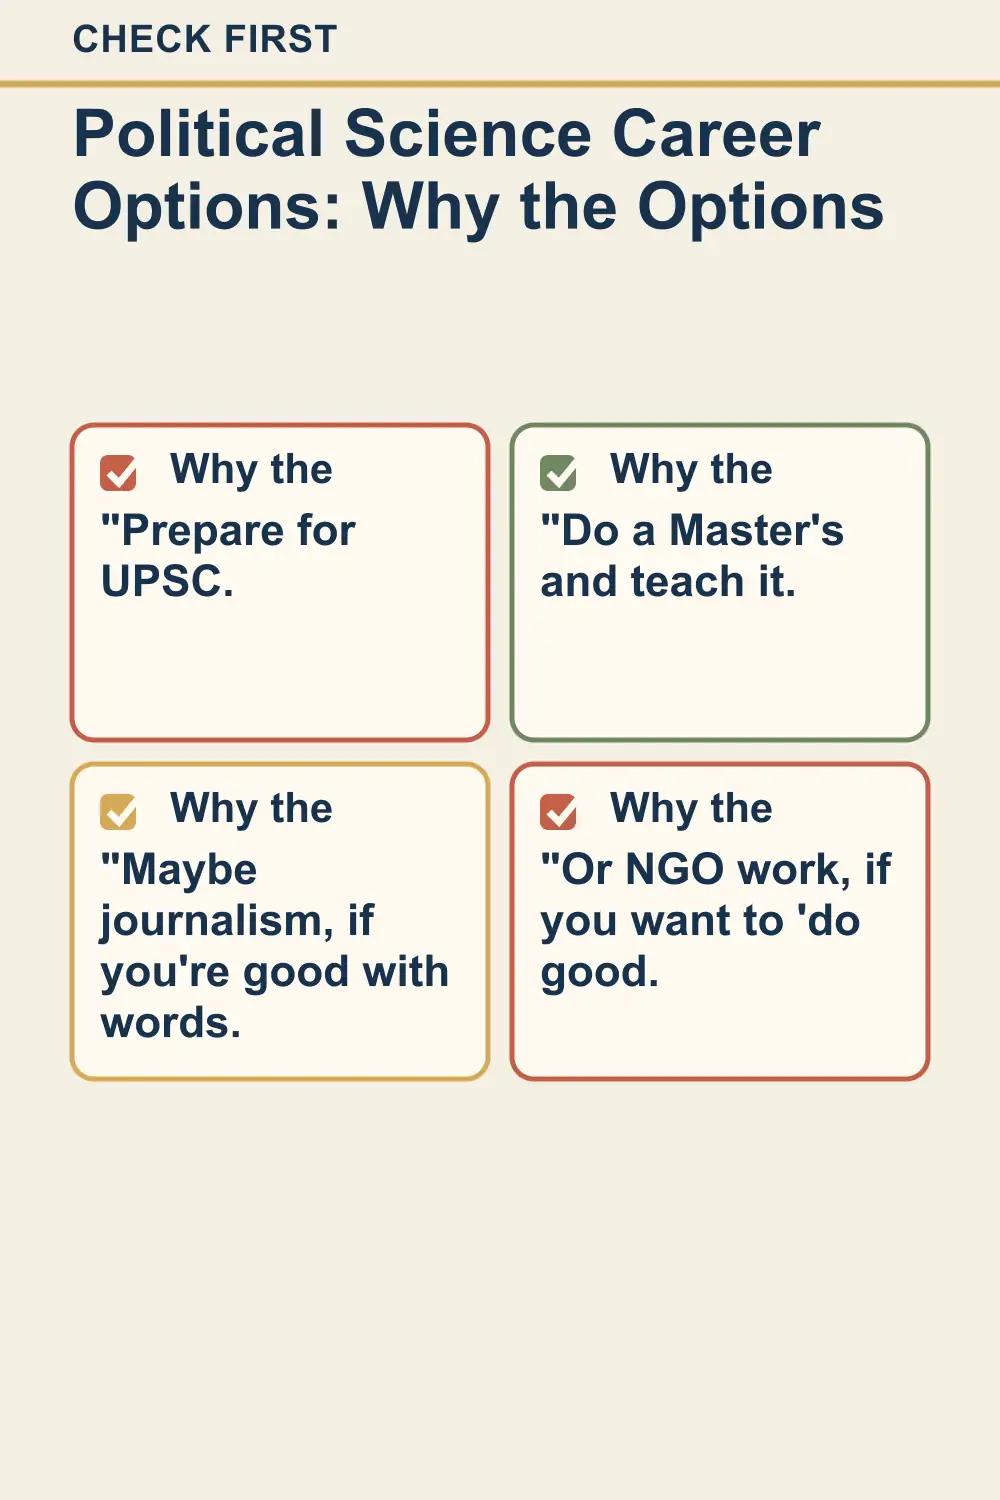 CHECK FIRST
Political Science Career
Options: Why the Options
Why the
"Prepare for
UPSC.
Why the
"Do a Master's
and teach it.
Why the
"Maybe
journalism, if
you're good with
words.
Why the
"Or NGO work, if
you want to 'do
good.